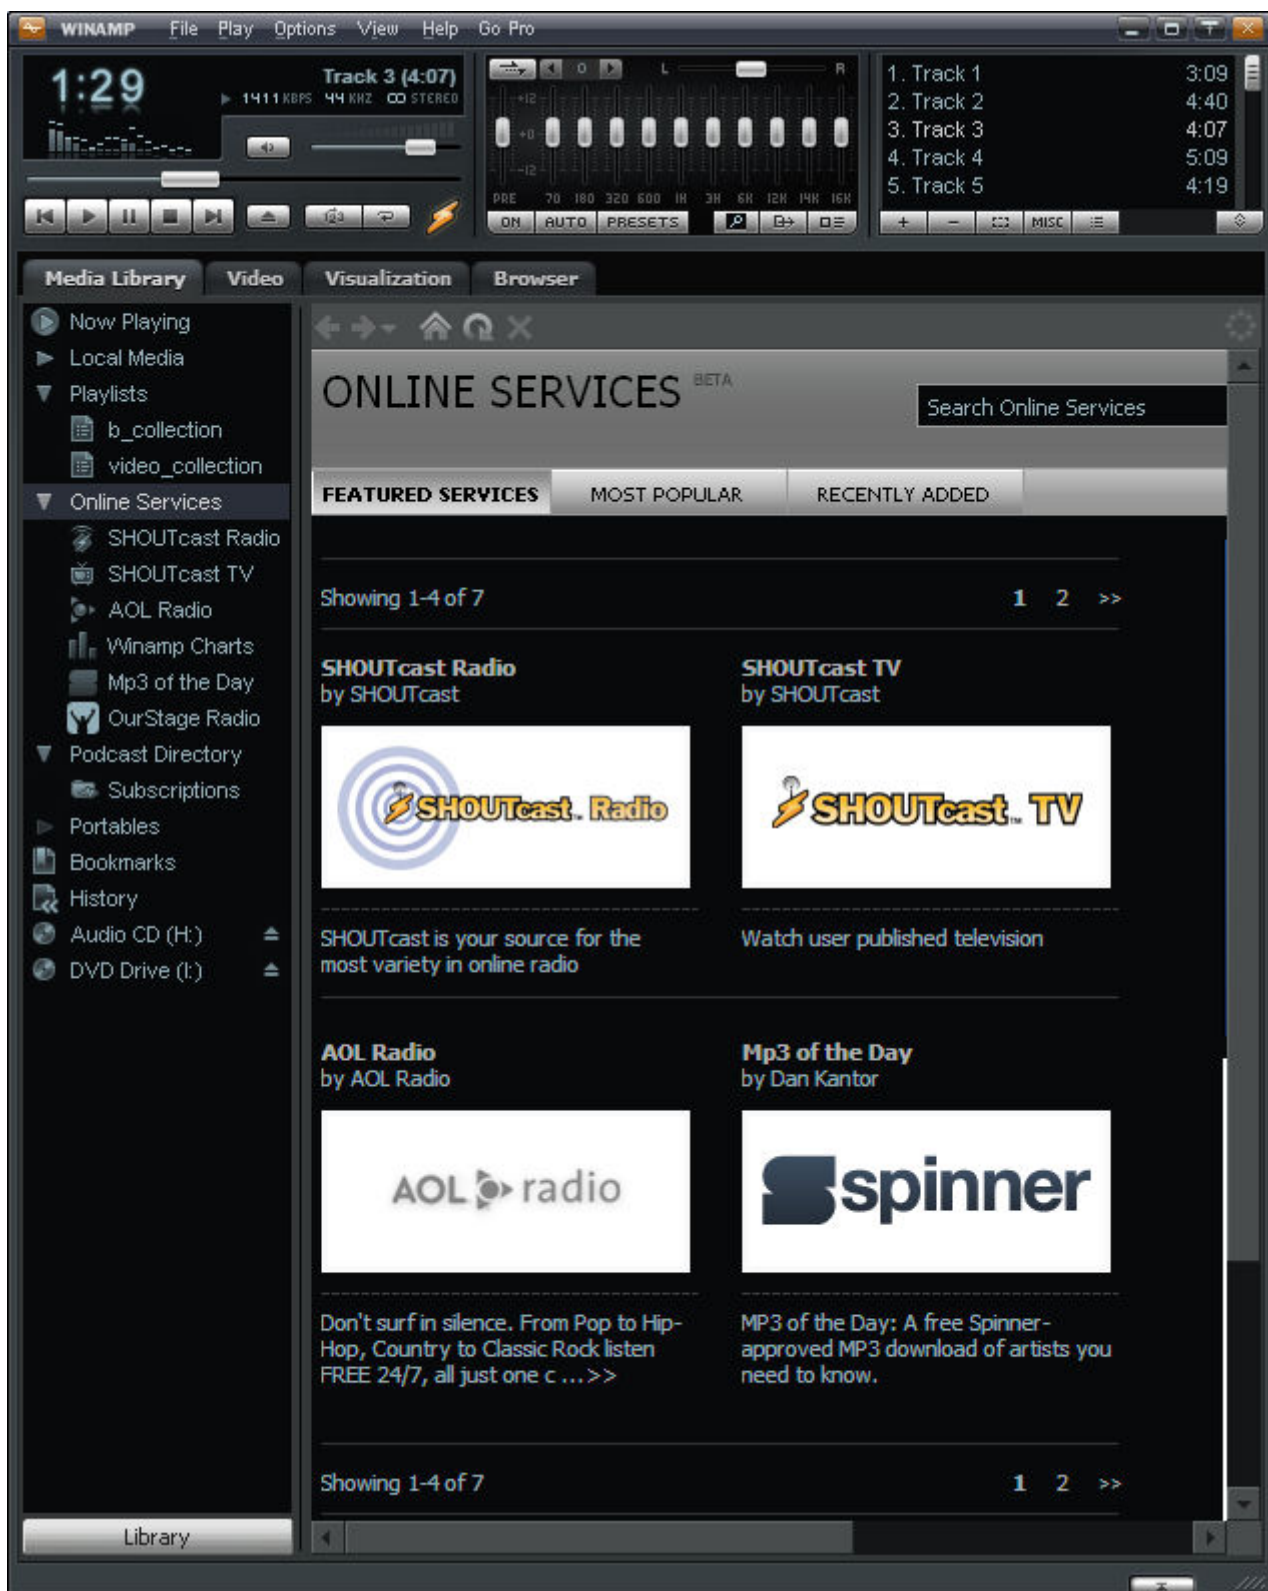 WINAMP File Play Options View Help Go Pro
1:29
Track 3 (4:07)
1411 KBPS 44 KHZ STEREO
0 L R
+12
+0
-12
PRE 70 180 320 600 1K 3K 6K 12K 14K 16K
ON AUTO PRESETS
1. Track 1 3:09
2. Track 2 4:40
3. Track 3 4:07
4. Track 4 5:09
5. Track 5 4:19
+ - MISC
Media Library Video Visualization Browser
Now Playing
Local Media
Playlists
b_collection
video_collection
Online Services
SHOUTcast Radio
SHOUTcast TV
AOL Radio
Winamp Charts
Mp3 of the Day
OurStage Radio
Podcast Directory
Subscriptions
Portables
Bookmarks
History
Audio CD (H:)
DVD Drive (I:)
Library
ONLINE SERVICES BETA
Search Online Services
FEATURED SERVICES MOST POPULAR RECENTLY ADDED
Showing 1-4 of 7 1 2 >>
SHOUTcast Radio
by SHOUTcast
SHOUTcast™ Radio
SHOUTcast is your source for the
most variety in online radio
SHOUTcast TV
by SHOUTcast
SHOUTcast™ TV
Watch user published television
AOL Radio
by AOL Radio
AOL radio
Don't surf in silence. From Pop to Hip-
Hop, Country to Classic Rock listen
FREE 24/7, all just one c ...>>
Mp3 of the Day
by Dan Kantor
spinner
MP3 of the Day: A free Spinner-
approved MP3 download of artists you
need to know.
Showing 1-4 of 7 1 2 >>